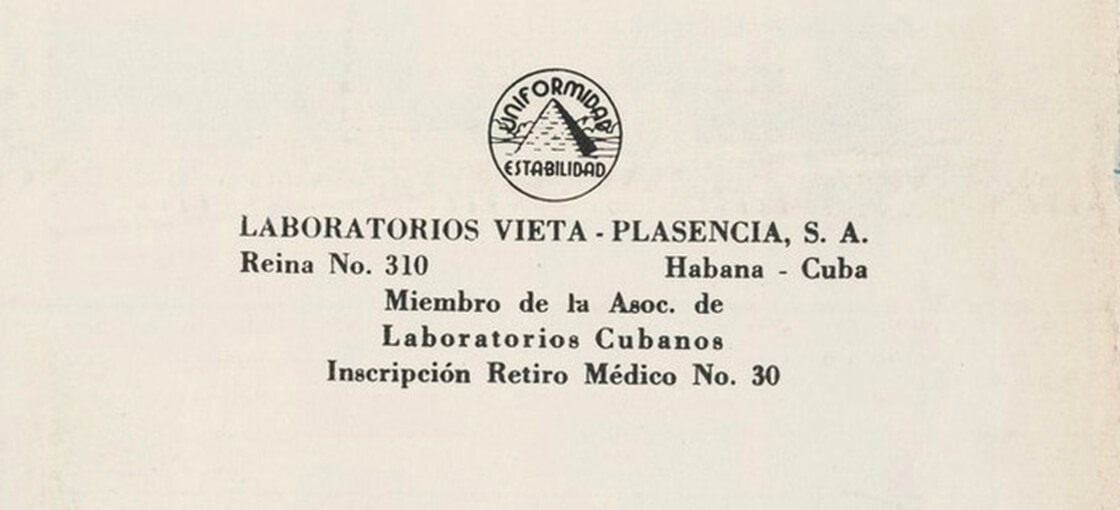 UNIFORMIDAD
ESTABILIDAD
LABORATORIOS VIETA - PLASENCIA, S. A.
Reina No. 310 Habana - Cuba
Miembro de la Asoc. de
Laboratorios Cubanos
Inscripción Retiro Médico No. 30